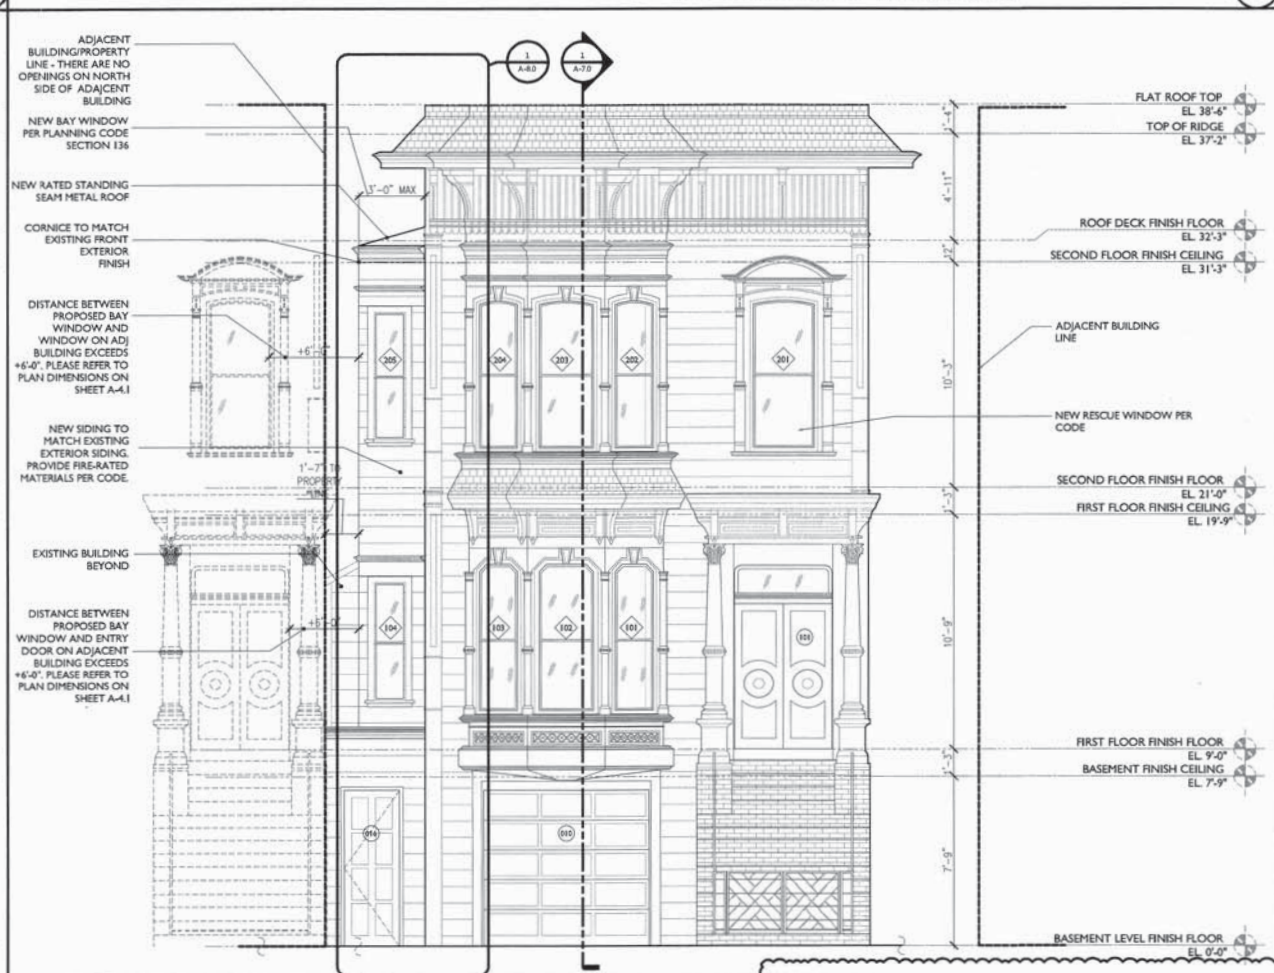 ADJACENT
BUILDING/PROPERTY
LINE - THERE ARE NO
OPENINGS ON NORTH
SIDE OF ADAJCENT
BUILDING
NEW BAY WINDOW
PER PLANNING CODE
SECTION 136
NEW RATED STANDING
SEAM METAL ROOF
CORNICE TO MATCH
EXISTING FRONT
EXTERIOR
FINISH
DISTANCE BETWEEN
PROPOSED BAY
WINDOW AND
WINDOW ON ADJ
BUILDING EXCEEDS
+6'-0". PLEASE REFER TO
PLAN DIMENSIONS ON
SHEET A-4.1
NEW SIDING TO
MATCH EXISTING
EXTERIOR SIDING.
PROVIDE FIRE-RATED
MATERIALS PER CODE.
EXISTING BUILDING
BEYOND
DISTANCE BETWEEN
PROPOSED BAY
WINDOW AND ENTRY
DOOR ON ADJACENT
BUILDING EXCEEDS
+6'-0". PLEASE REFER TO
PLAN DIMENSIONS ON
SHEET A-4.1
1
A-8.0
1
A-7.0
3'-0" MAX
+6'-0"
1'-7" TO
PROPERTY
LINE
+6'-0"
205
204
203
202
201
104
103
102
101
101
016
010
1'-4"
4'-11"
12"
10'-3"
1'-3"
10'-9"
1'-3"
7'-9"
ADJACENT BUILDING
LINE
NEW RESCUE WINDOW PER
CODE
FLAT ROOF TOP
EL. 38'-6"
TOP OF RIDGE
EL. 37'-2"
ROOF DECK FINISH FLOOR
EL. 32'-3"
SECOND FLOOR FINISH CEILING
EL. 31'-3"
SECOND FLOOR FINISH FLOOR
EL. 21'-0"
FIRST FLOOR FINISH CEILING
EL. 19'-9"
FIRST FLOOR FINISH FLOOR
EL. 9'-0"
BASEMENT FINISH CEILING
EL. 7'-9"
BASEMENT LEVEL FINISH FLOOR
EL. 0'-0"